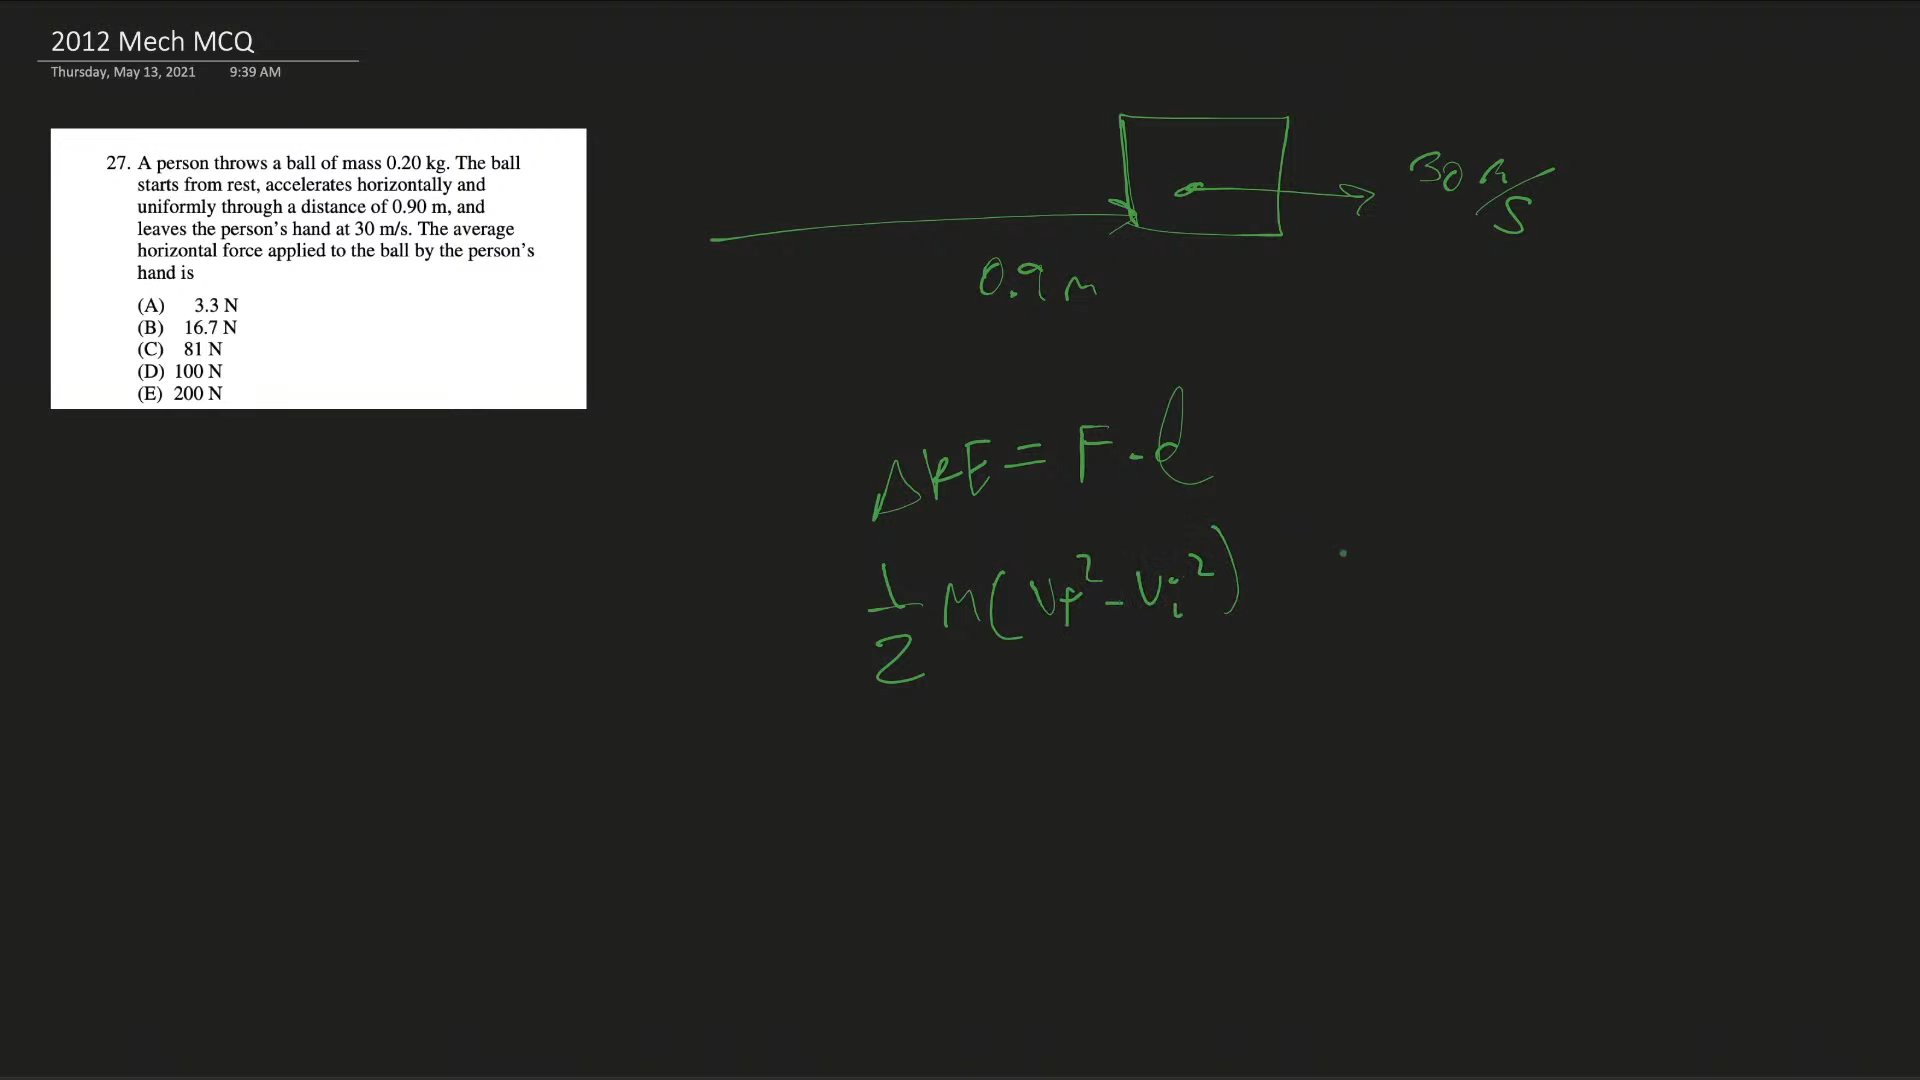 2012 Mech MCQ
Thursday, May 13, 2021 9:39 AM
27. A person throws a ball of mass 0.20 kg. The ball
starts from rest, accelerates horizontally and
uniformly through a distance of 0.90 m, and
leaves the person's hand at 30 m/s. The average
horizontal force applied to the ball by the person's
hand is
(A) 3.3 N
(B) 16.7 N
(C) 81 N
(D) 100 N
(E) 200 N
30 m/s
0.9 m
ΔKE = F · d
1/2 m(Vf² - Vi²)